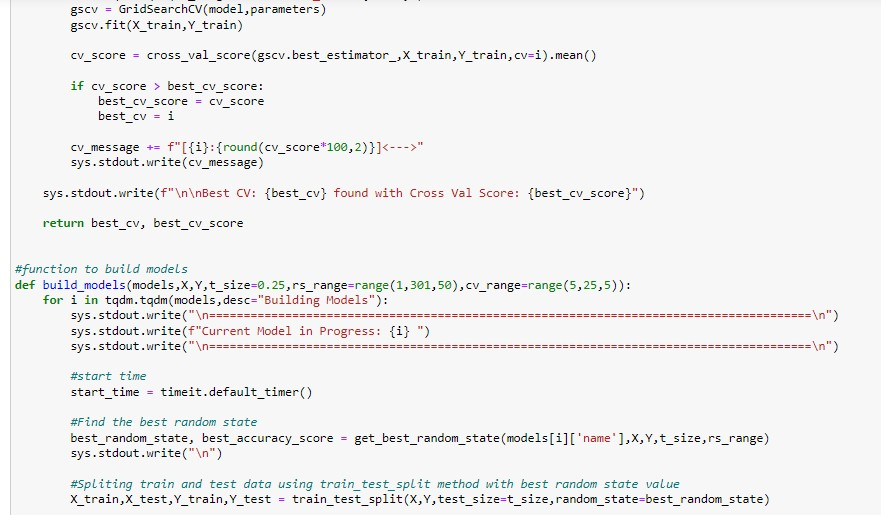 gscv = GridSearchCV(model,parameters)
gscv.fit(X_train,Y_train)
cv_score = cross_val_score(gscv.best_estimator_,X_train,Y_train,cv=i).mean()
if cv_score > best_cv_score:
best_cv_score = cv_score
best_cv = i
cv_message += f"[{i}:{round(cv_score*100,2)}]<--->"
sys.stdout.write(cv_message)
sys.stdout.write(f"\n\nBest CV: {best_cv} found with Cross Val Score: {best_cv_score}")
return best_cv, best_cv_score
#function to build models
def build_models(models,X,Y,t_size=0.25,rs_range=range(1,301,50),cv_range=range(5,25,5)):
for i in tqdm.tqdm(models,desc="Building Models"):
sys.stdout.write("\n=========================================================================================\n")
sys.stdout.write(f"Current Model in Progress: {i} ")
sys.stdout.write("\n=========================================================================================\n")
#start time
start_time = timeit.default_timer()
#Find the best random state
best_random_state, best_accuracy_score = get_best_random_state(models[i]['name'],X,Y,t_size,rs_range)
sys.stdout.write("\n")
#Spliting train and test data using train_test_split method with best random state value
X_train,X_test,Y_train,Y_test = train_test_split(X,Y,test_size=t_size,random_state=best_random_state)